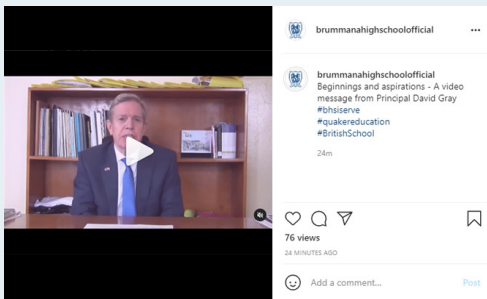 brummanahighschoolofficial
brummanahighschoolofficial
Beginnings and aspirations - A video
message from Principal David Gray
#bhsiserve
#quakereducation
#BritishSchool
24m
76 views
24 MINUTES AGO
Add a comment...
Post